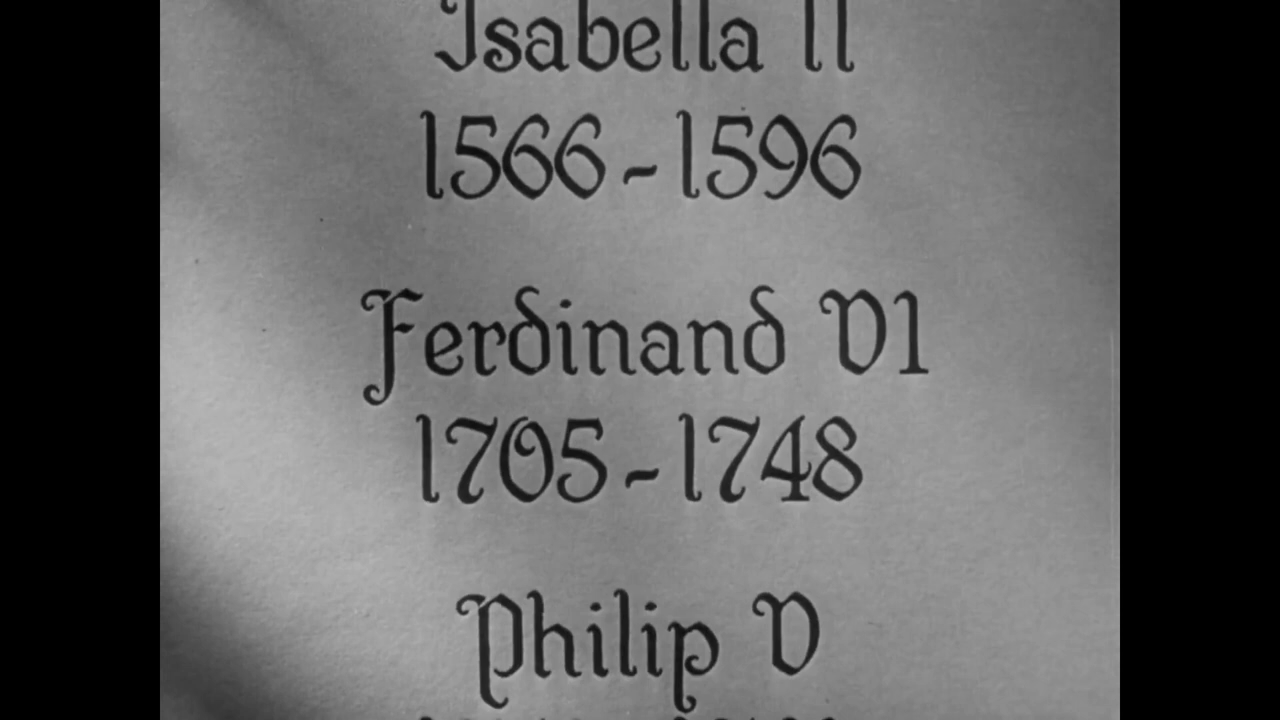 Isabella II
1566-1596
Ferdinand VI
1705-1748
Philip V